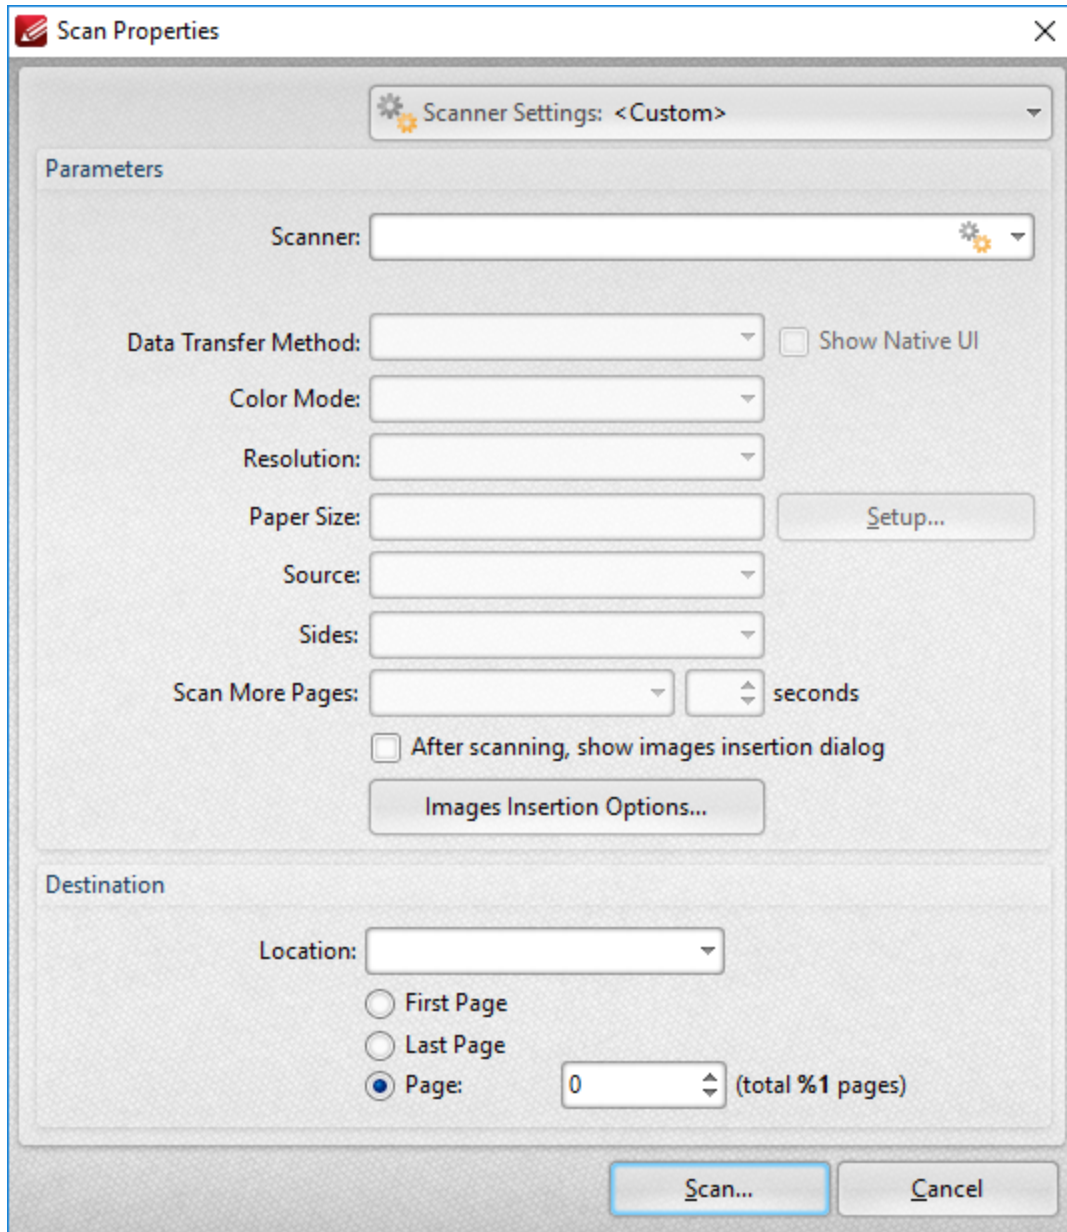 Scan Properties
Scanner Settings: <Custom>
Parameters
Scanner:
Data Transfer Method:
Show Native UI
Color Mode:
Resolution:
Paper Size:
Setup...
Source:
Sides:
Scan More Pages:
seconds
After scanning, show images insertion dialog
Images Insertion Options...
Destination
Location:
First Page
Last Page
Page: 0 (total %1 pages)
Scan... Cancel